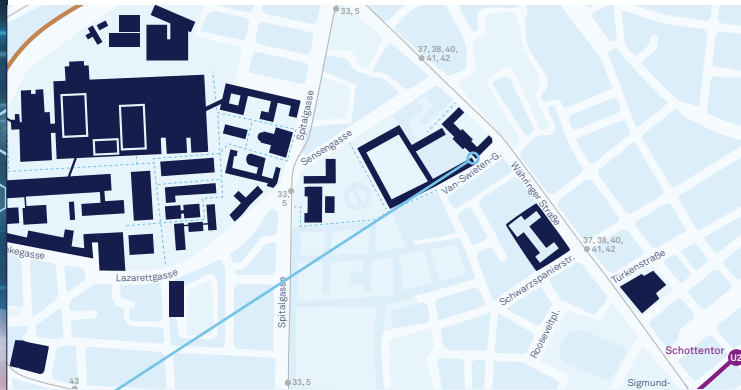 33, 5
37, 38, 40,
41, 42
Spitalgasse
Sensengasse
Van-Swieten-G.
Währinger Straße
33,
5
37, 38, 40,
41, 42
kegasse
Lazarettgasse
Türkenstraße
Schwarzspanierstr.
Spitalgasse
Rooseveltpl.
Schottentor
U2
43
33, 5
Sigmund-